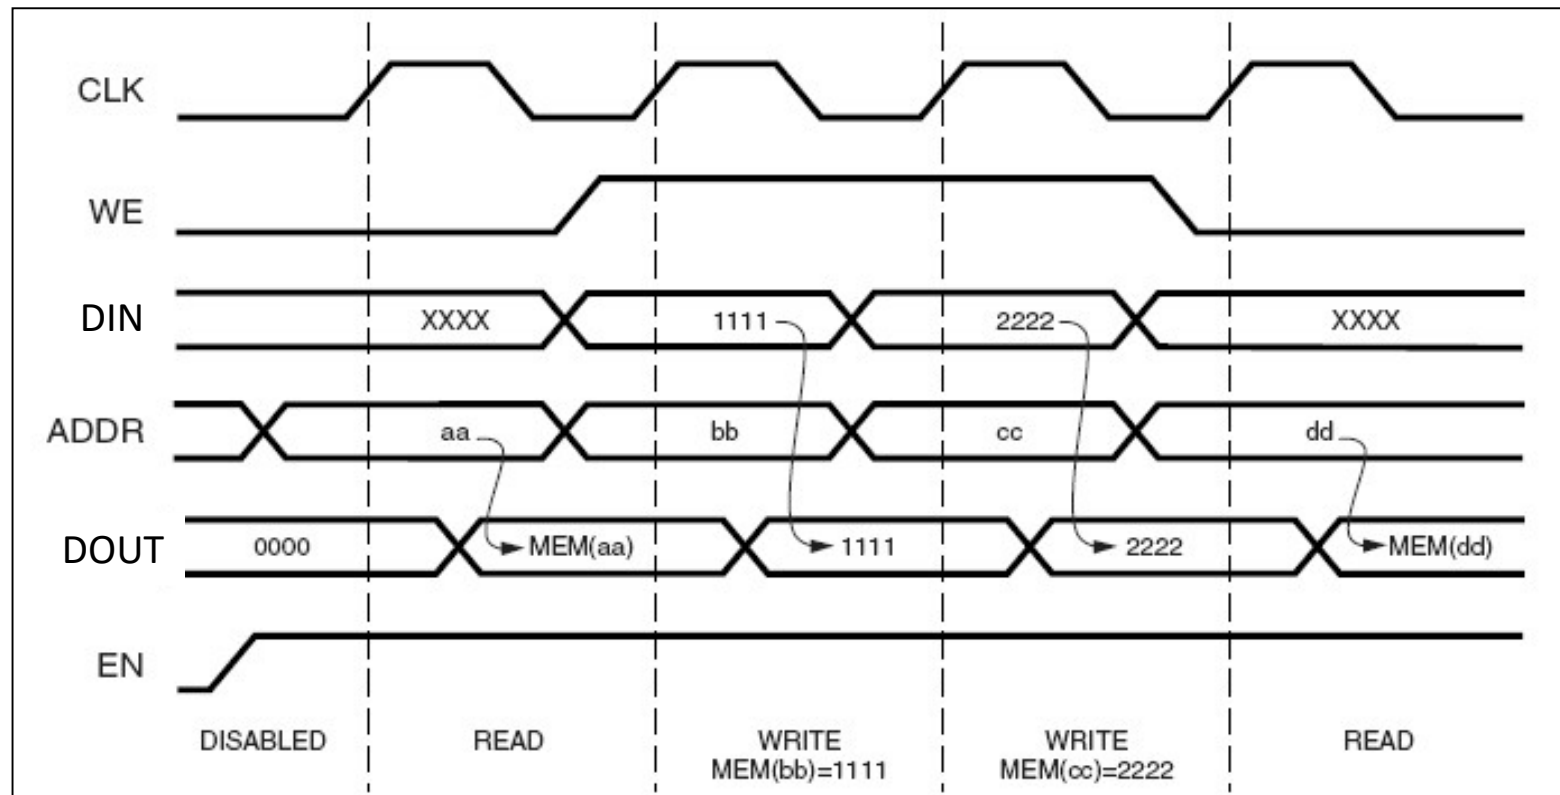 CLK
WE
DIN XXXX 1111 2222 XXXX
ADDR aa bb cc dd
DOUT 0000 MEM(aa) 1111 2222 MEM(dd)
EN
DISABLED READ WRITE WRITE READ
MEM(bb)=1111 MEM(cc)=2222